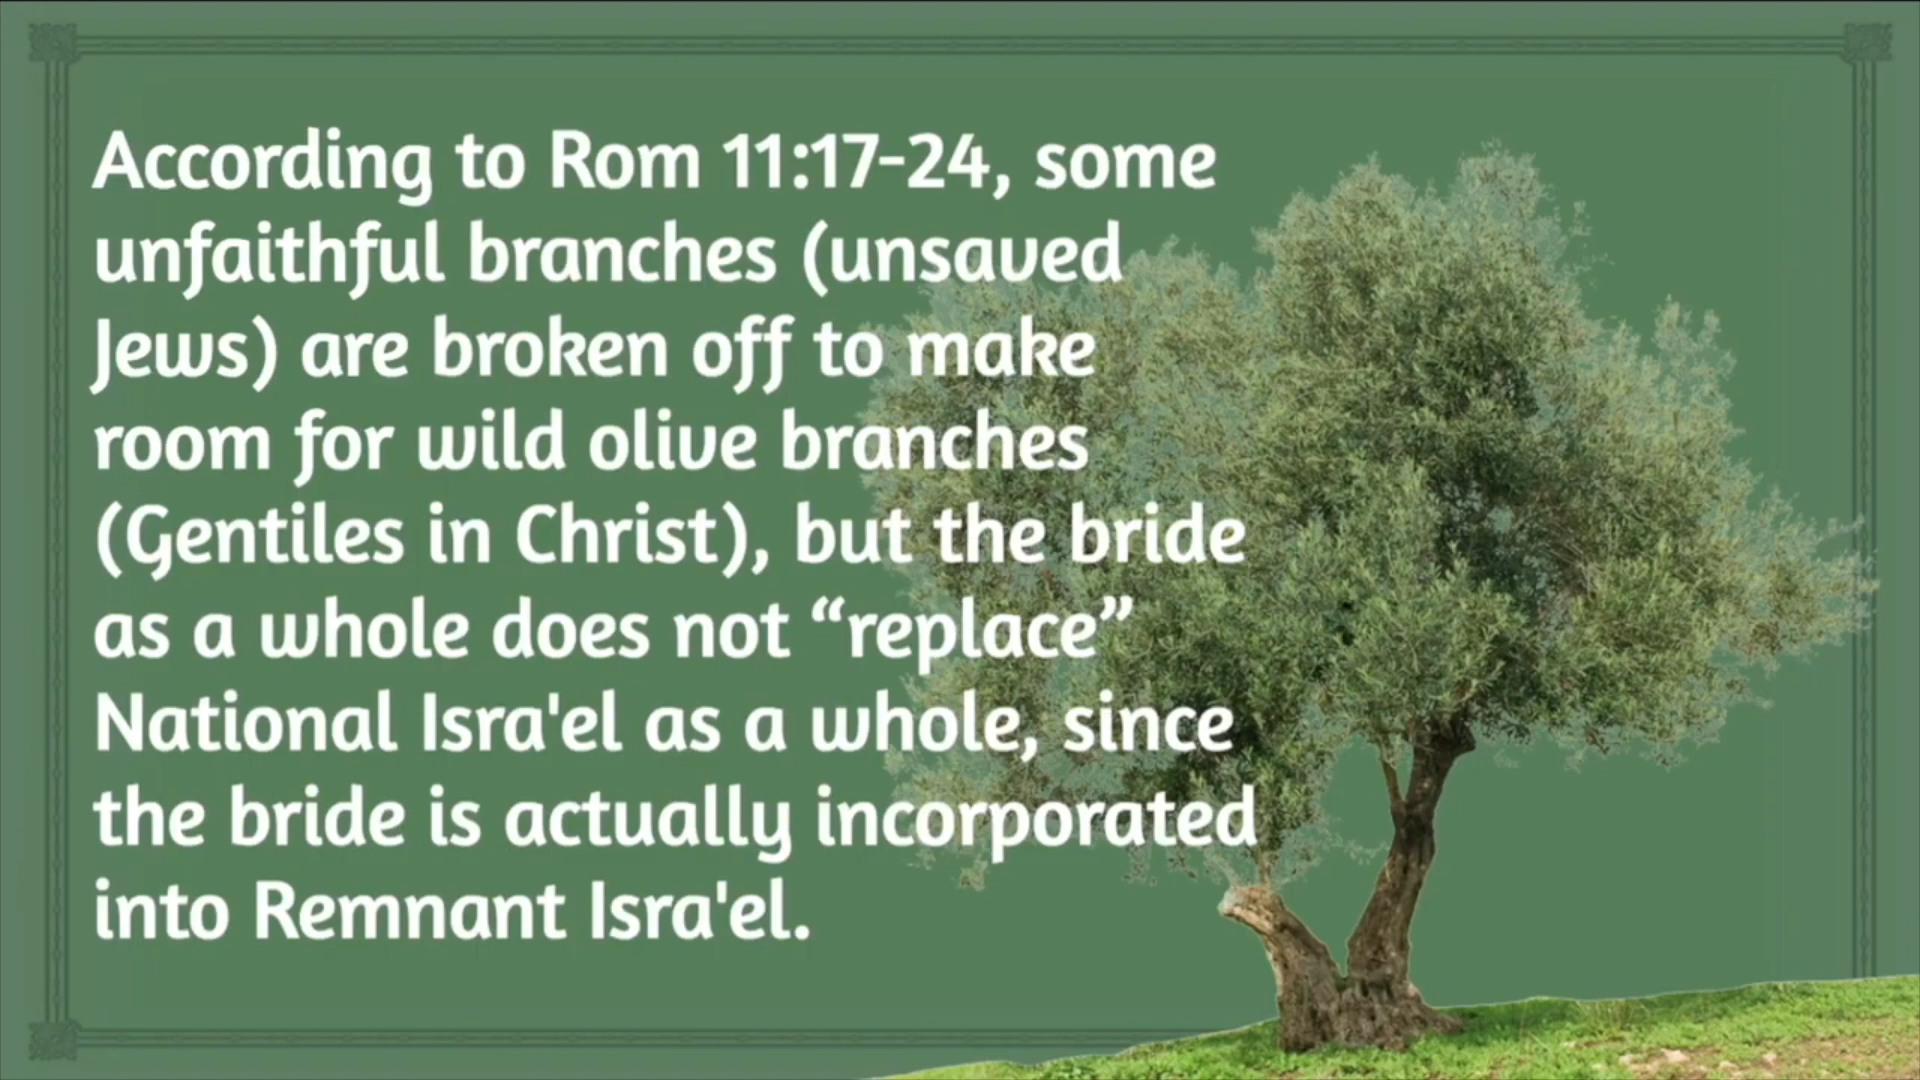 According to Rom 11:17-24, some
unfaithful branches (unsaved
Jews) are broken off to make
room for wild olive branches
(Gentiles in Christ), but the bride
as a whole does not “replace”
National Isra'el as a whole, since
the bride is actually incorporated
into Remnant Isra'el.